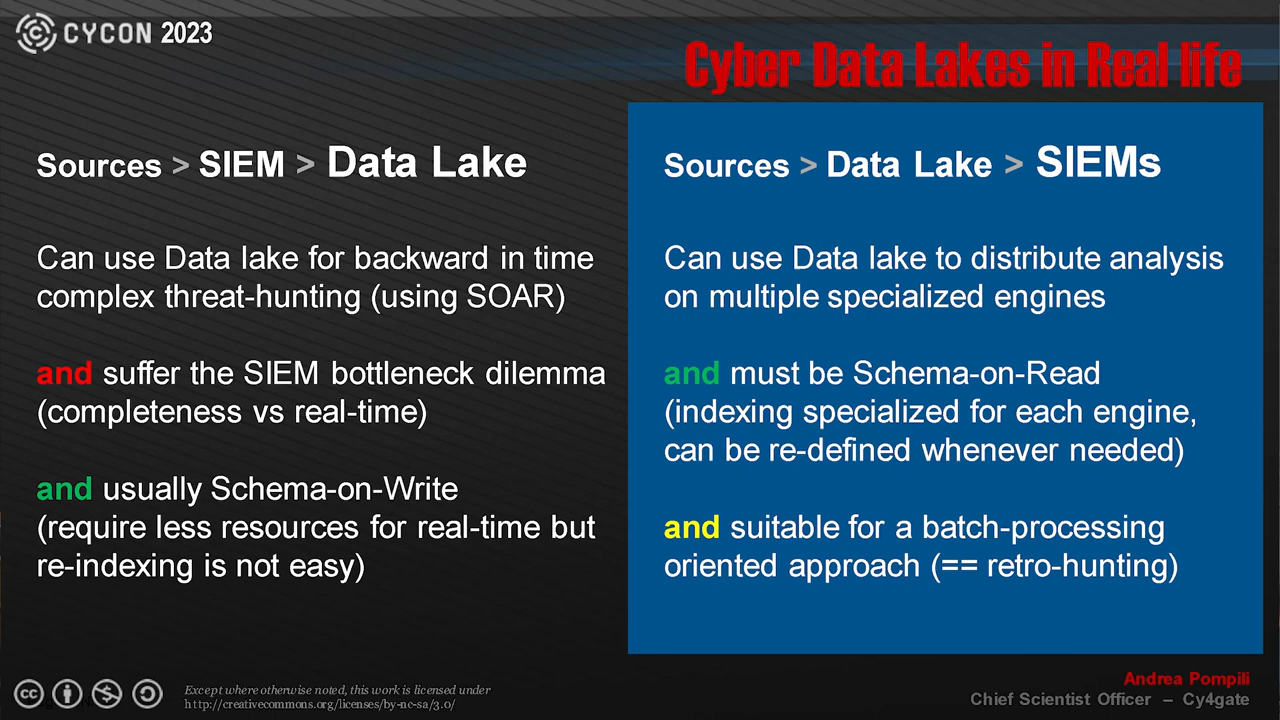 CYCON 2023
Cyber Data Lakes in Real life
Sources > SIEM > Data Lake
Can use Data lake for backward in time
complex threat-hunting (using SOAR)
and suffer the SIEM bottleneck dilemma
(completeness vs real-time)
and usually Schema-on-Write
(require less resources for real-time but
re-indexing is not easy)
Sources > Data Lake > SIEMs
Can use Data lake to distribute analysis
on multiple specialized engines
and must be Schema-on-Read
(indexing specialized for each engine,
can be re-defined whenever needed)
and suitable for a batch-processing
oriented approach (== retro-hunting)
cc
Except where otherwise noted, this work is licensed under
http://creativecommons.org/licenses/by-nc-sa/3.0/
Andrea Pompili
Chief Scientist Officer – Cy4gate